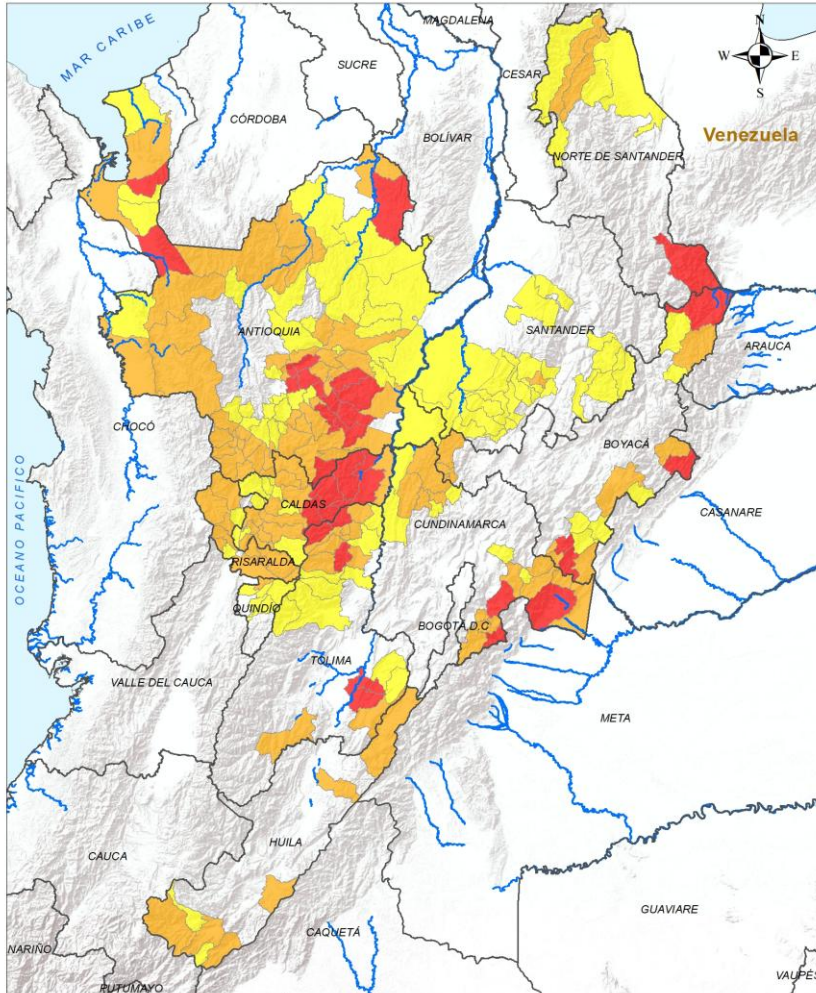 MAGDALENA
MAR CARIBE
SUCRE
N
W E
S
CESAR
CÓRDOBA
BOLÍVAR
Venezuela
NORTE DE SANTANDER
ANTIOQUIA
SANTANDER
ARAUCA
CHOCÓ
BOYACÁ
OCEANO PACIFICO
CALDAS
CUNDINAMARCA
CASANARE
RISARALDA
QUINDÍO
BOGOTÁ, D.C
TOLIMA
VALLE DEL CAUCA
META
HUILA
CAUCA
GUAVIARE
CAQUETÁ
NARIÑO
VAUPÉS
PUTUMAYO